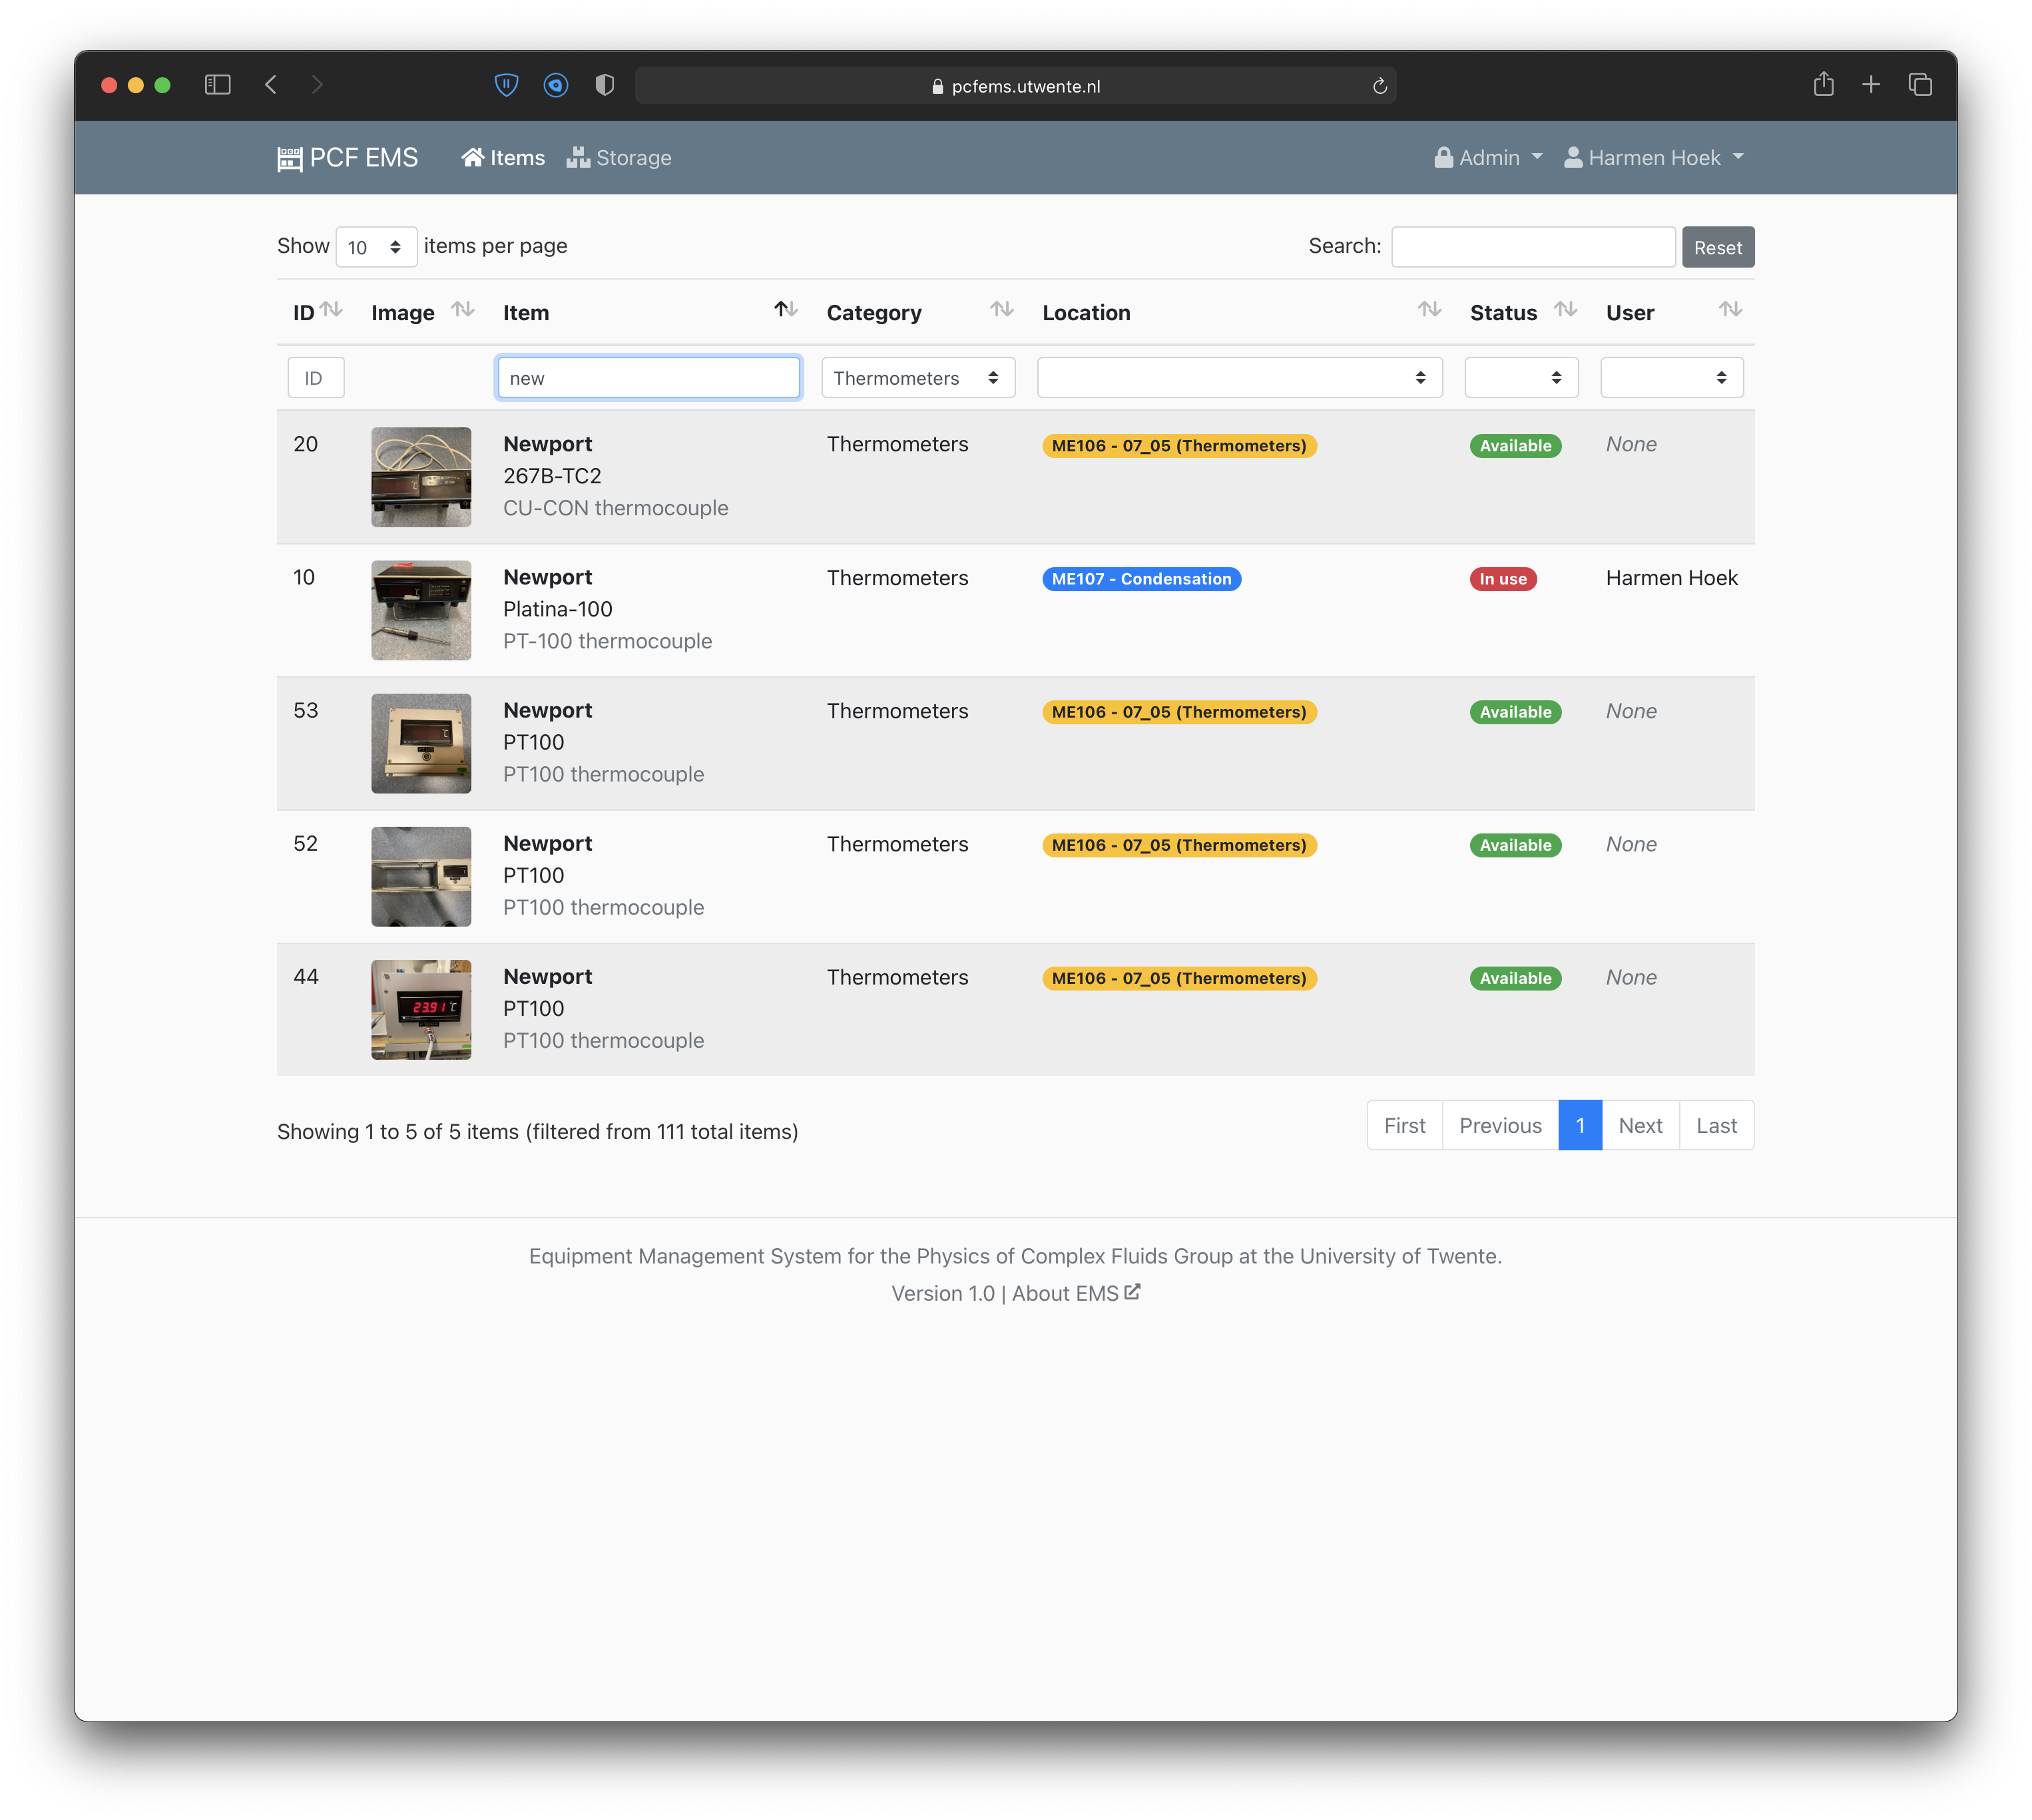 pcfems.utwente.nl
PCF EMS Items Storage Admin Harmen Hoek
Show 10 items per page Search: Reset
ID Image Item Category Location Status User
ID new Thermometers
20 Newport Thermometers ME106 - 07_05 (Thermometers) Available None
267B-TC2
CU-CON thermocouple
10 Newport Thermometers ME107 - Condensation In use Harmen Hoek
Platina-100
PT-100 thermocouple
53 Newport Thermometers ME106 - 07_05 (Thermometers) Available None
PT100
PT100 thermocouple
52 Newport Thermometers ME106 - 07_05 (Thermometers) Available None
PT100
PT100 thermocouple
44 Newport Thermometers ME106 - 07_05 (Thermometers) Available None
PT100
23.91 °C
PT100 thermocouple
Showing 1 to 5 of 5 items (filtered from 111 total items) First Previous 1 Next Last
Equipment Management System for the Physics of Complex Fluids Group at the University of Twente.
Version 1.0 | About EMS